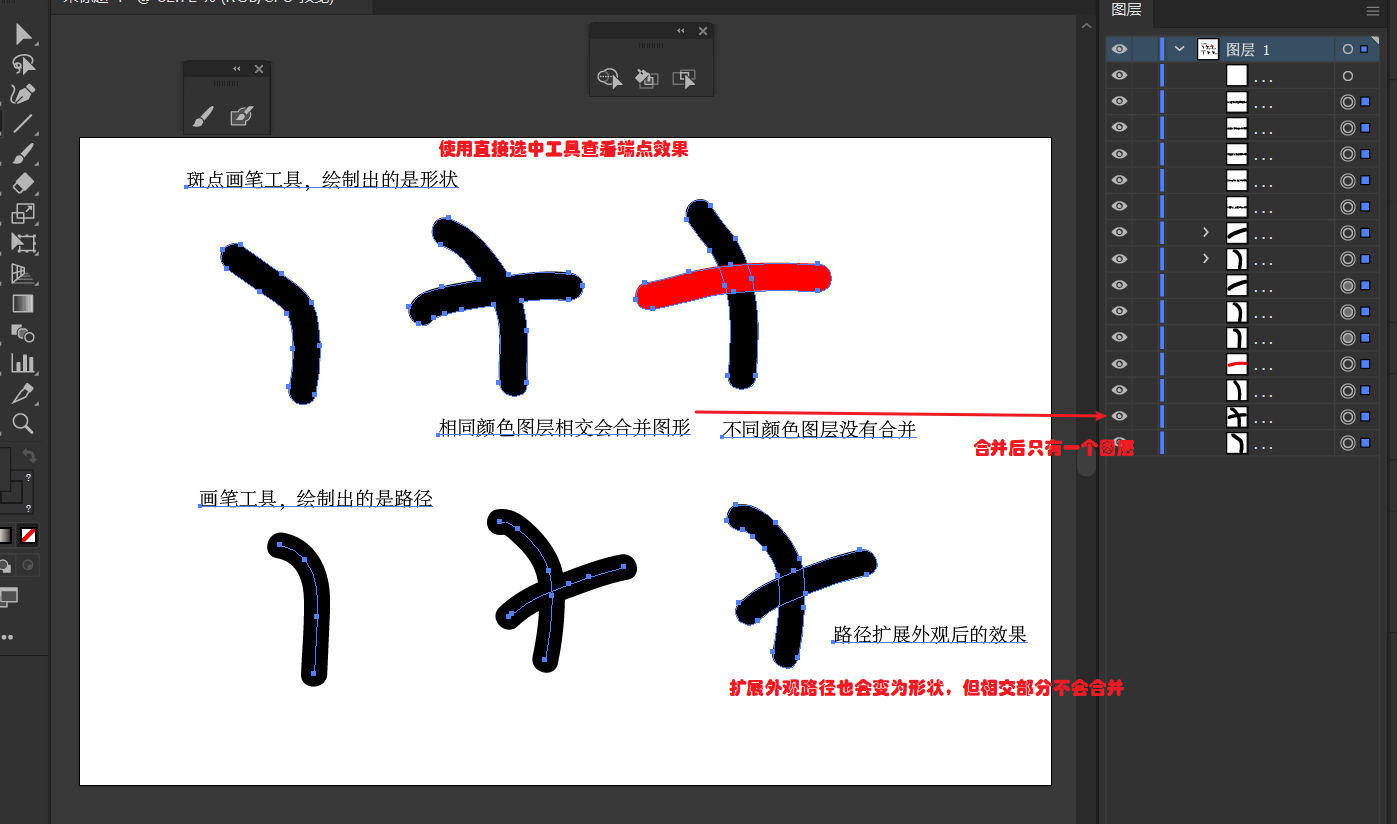 图层
图层 1
使用直接选中工具查看端点效果
斑点画笔工具，绘制出的是形状
相同颜色图层相交会合并图形
不同颜色图层没有合并
合并后只有一个图层
画笔工具，绘制出的是路径
路径扩展外观后的效果
扩展外观路径也会变为形状，但相交部分不会合并